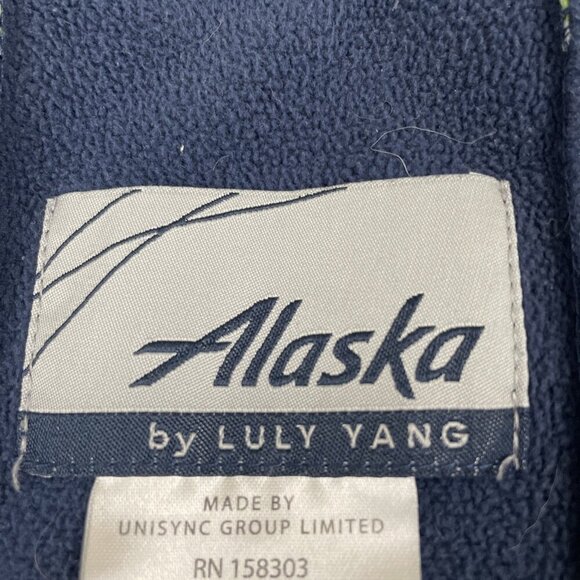 Alaska
by LULY YANG
MADE BY
UNISYNC GROUP LIMITED
RN 158303